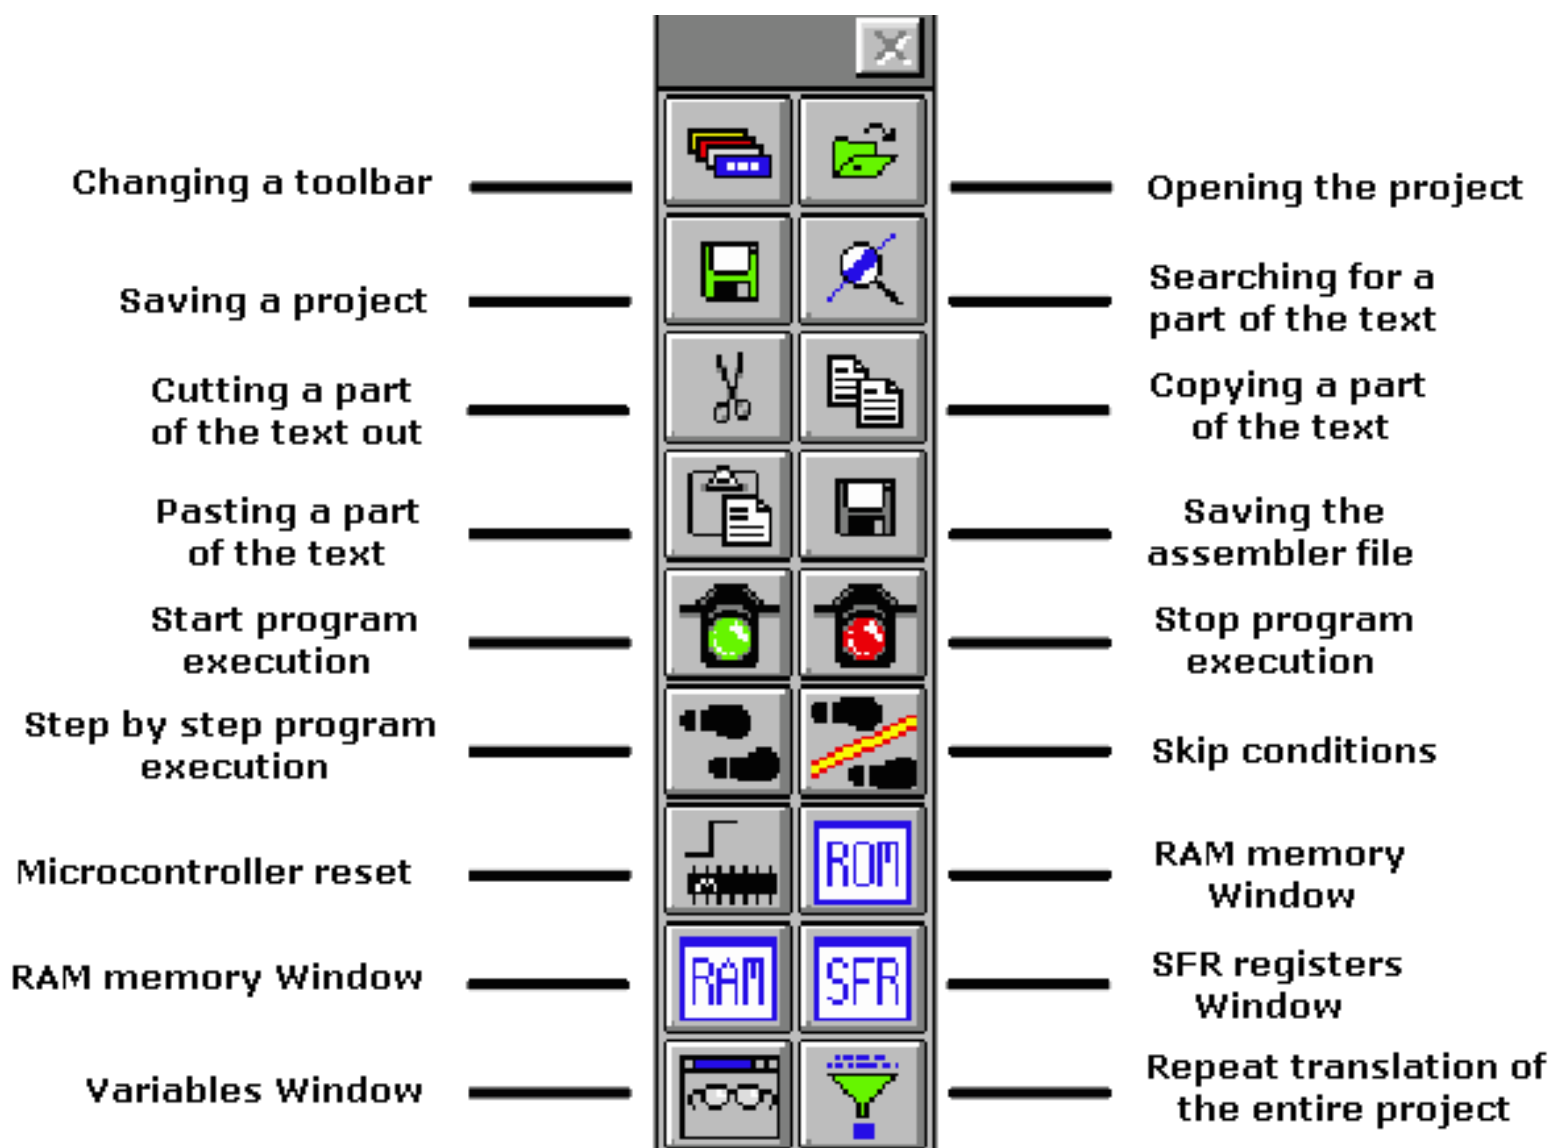 Changing a toolbar
Opening the project
Saving a project
Searching for a
part of the text
Cutting a part
of the text out
Copying a part
of the text
Pasting a part
of the text
Saving the
assembler file
Start program
execution
Stop program
execution
Step by step program
execution
Skip conditions
Microcontroller reset
ROM
RAM memory
Window
RAM memory Window
RAM
SFR
SFR registers
Window
Variables Window
Repeat translation of
the entire project